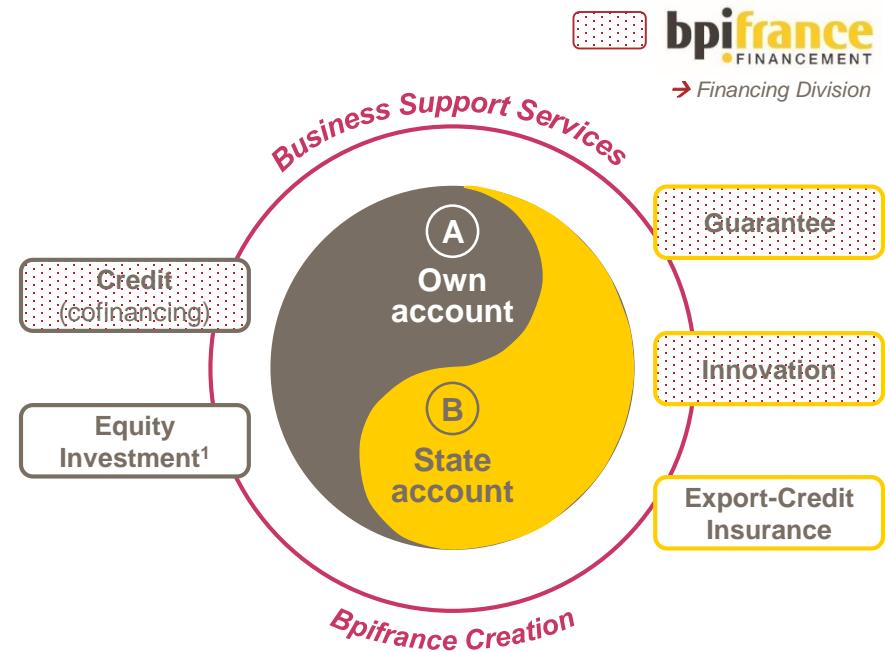 bpifrance
FINANCEMENT
→ Financing Division
Business Support Services
A
Own
account
B
State
account
Credit
(cofinancing)
Equity
Investment¹
Guarantee
Innovation
Export-Credit
Insurance
Bpifrance Creation